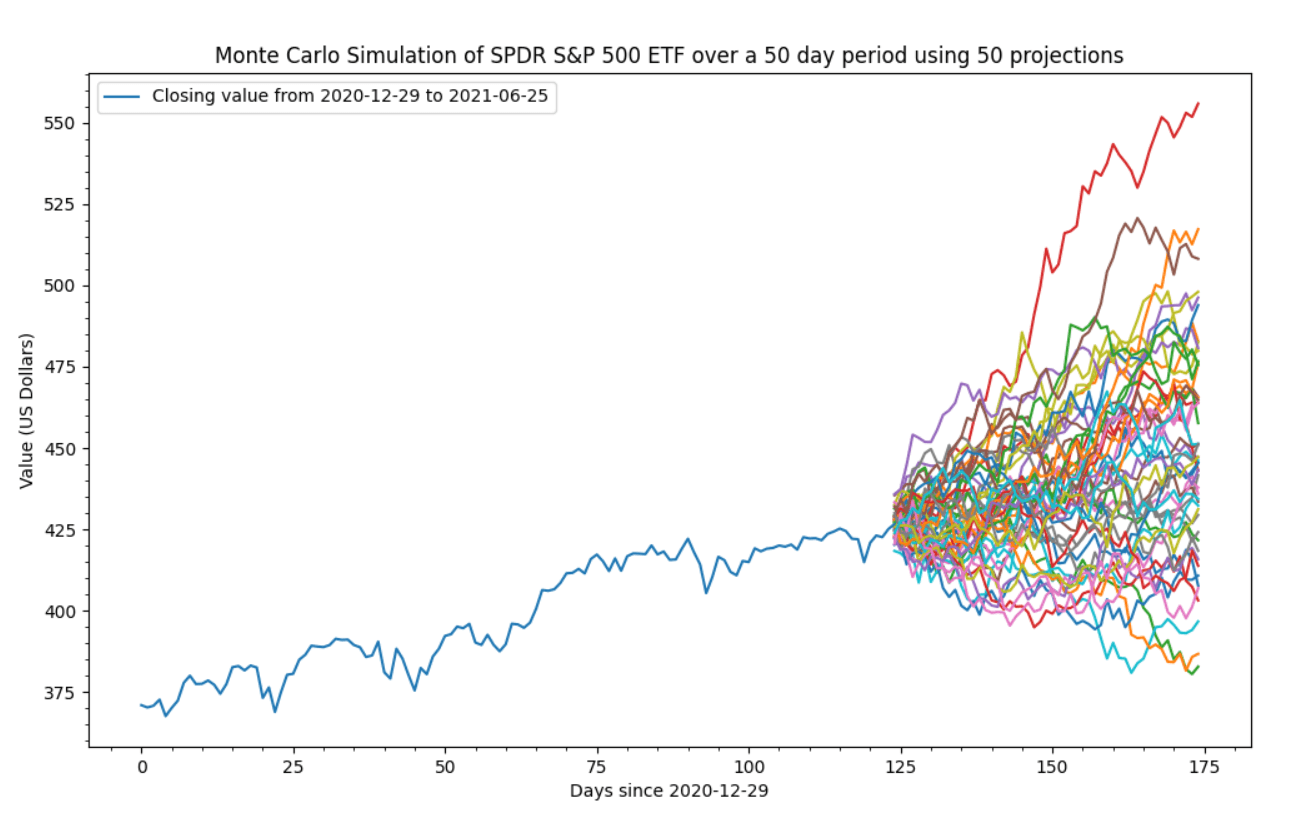 Monte Carlo Simulation of SPDR S&P 500 ETF over a 50 day period using 50 projections
Closing value from 2020-12-29 to 2021-06-25
550
525
500
475
450
425
400
375
Value (US Dollars)
0 25 50 75 100 125 150 175
Days since 2020-12-29